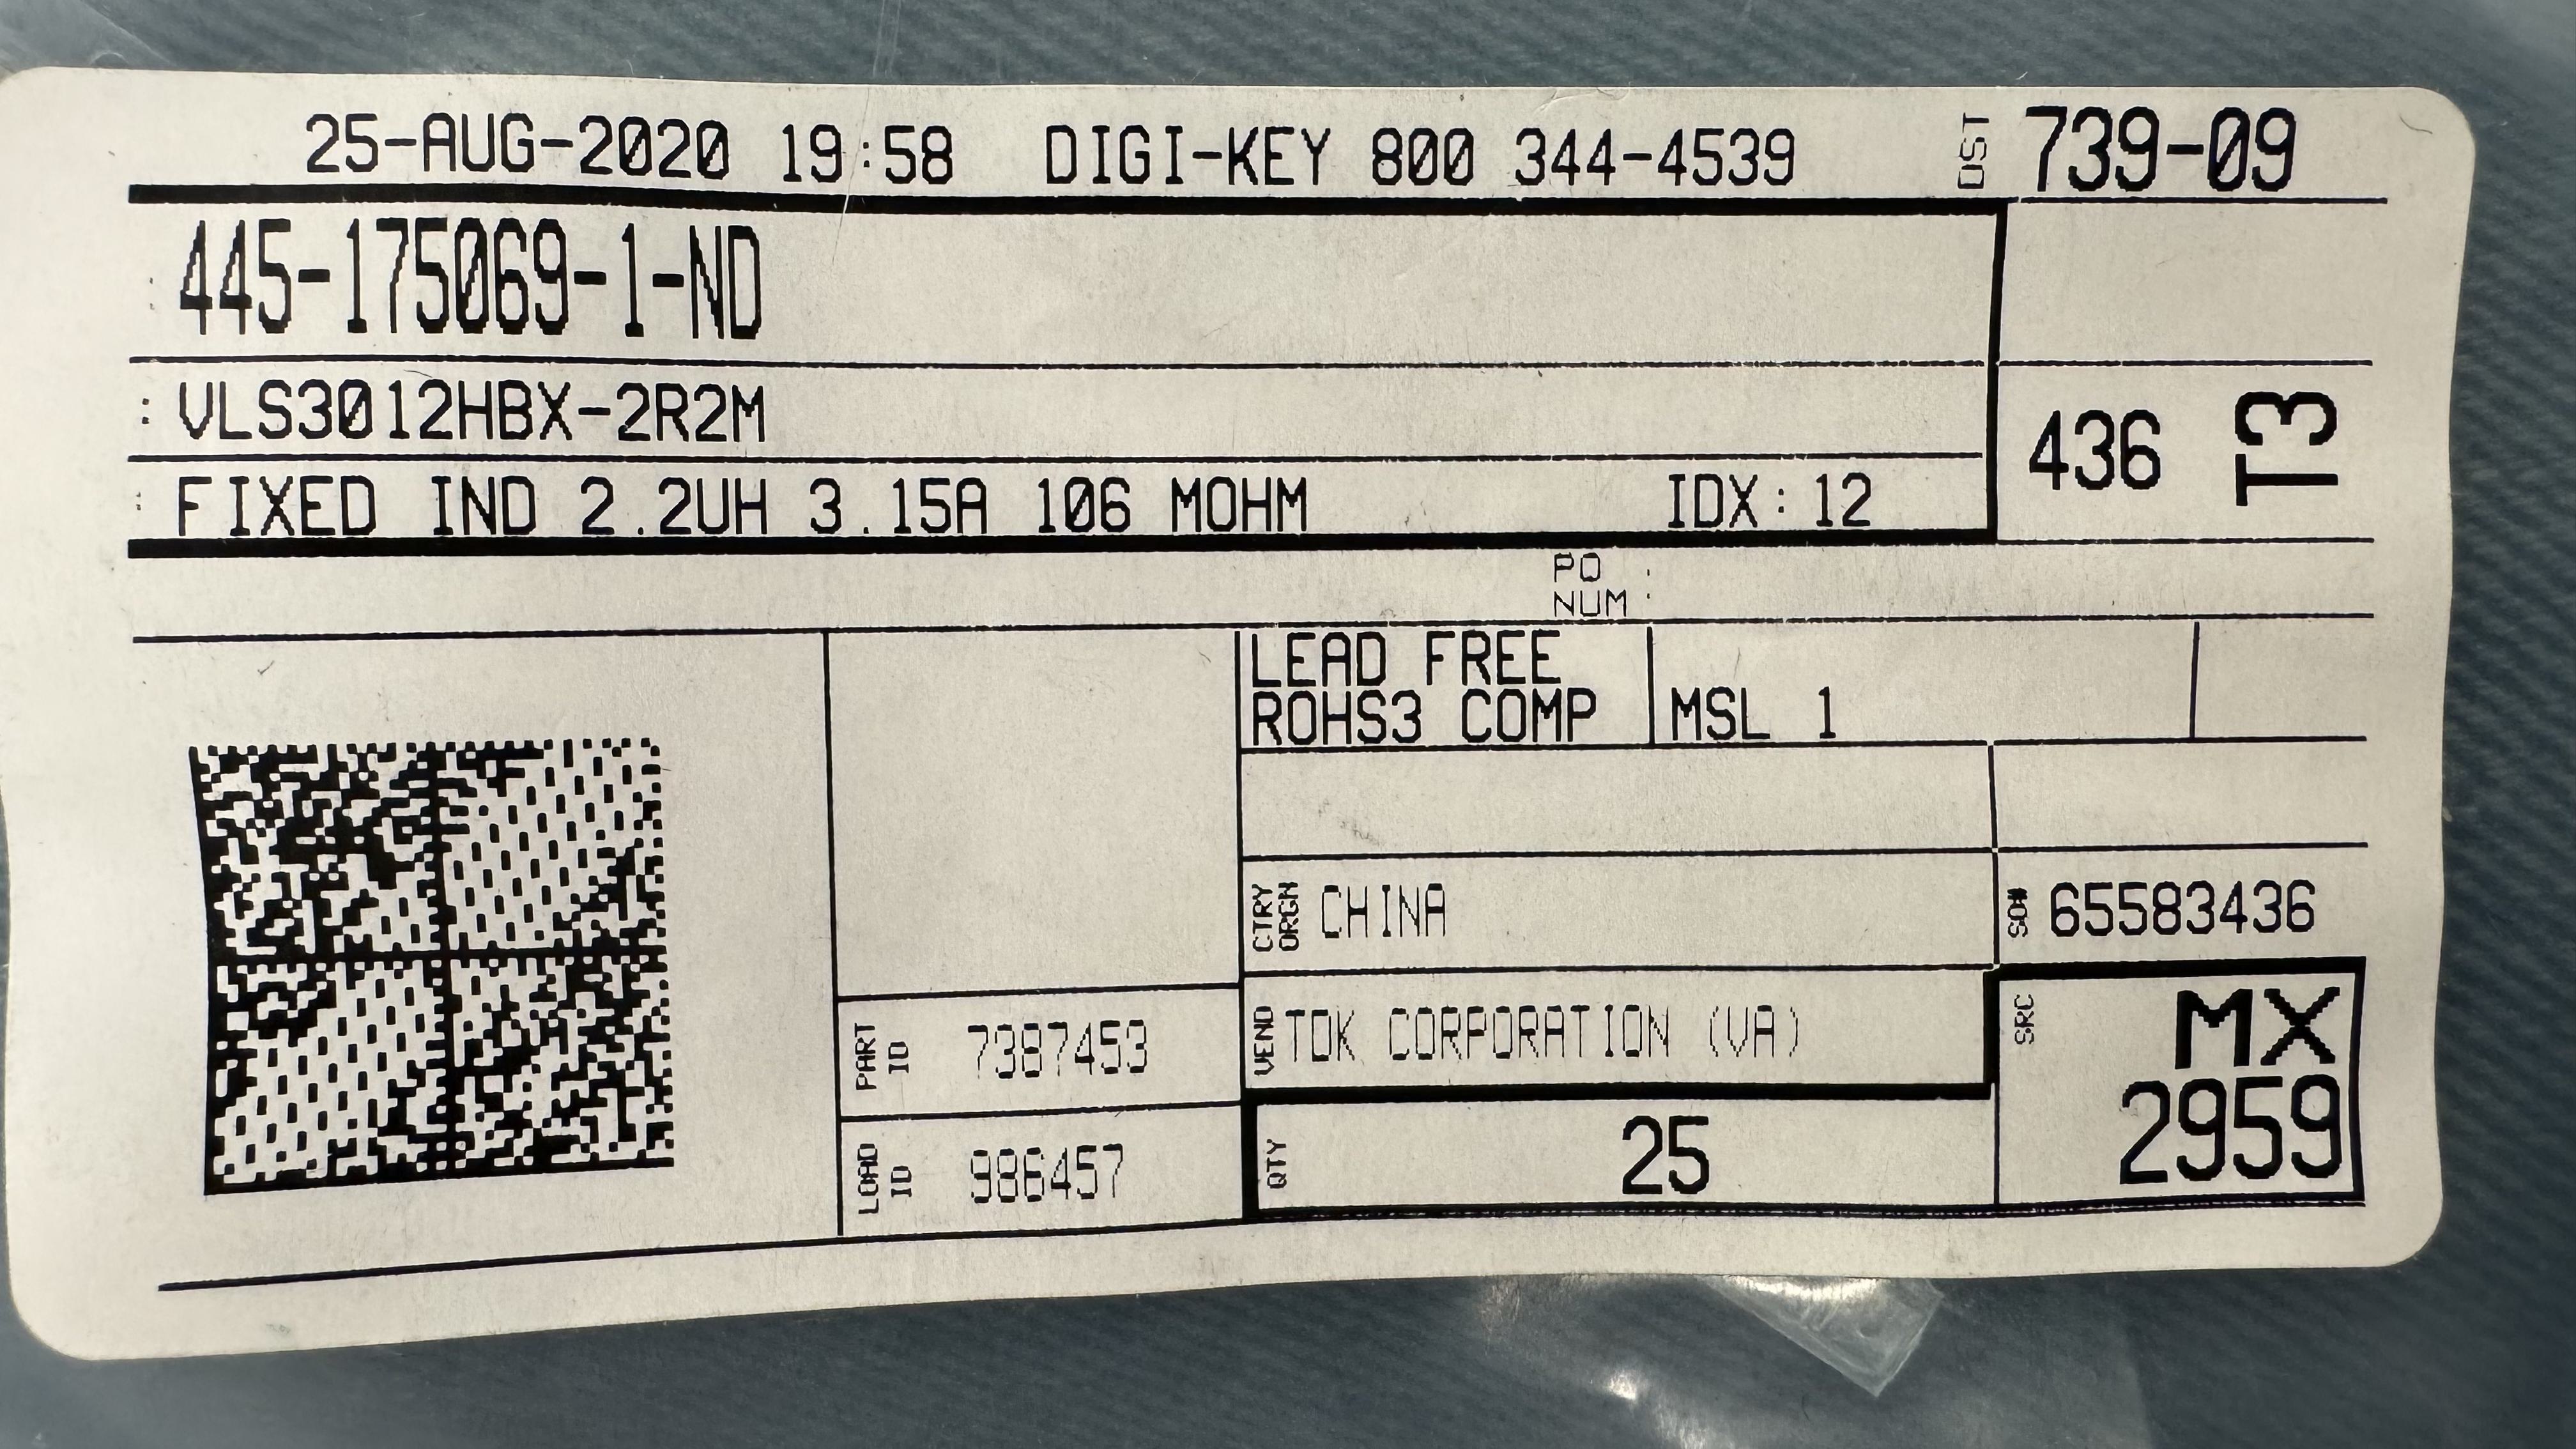 25-AUG-2020 19:58 DIGI-KEY 800 344-4539 DST 739-09
: 445-175069-1-ND
: VLS3012HBX-2R2M
436 T3
: FIXED IND 2.2UH 3.15A 106 MOHM IDX: 12
PO :
NUM :
LEAD FREE
ROHS3 COMP MSL 1
CTRY ORGN CHINA SO# 65583436
PART ID 7387453 VEND TDK CORPORATION (VA) SRC MX
2959
LOAD ID 986457 QTY 25